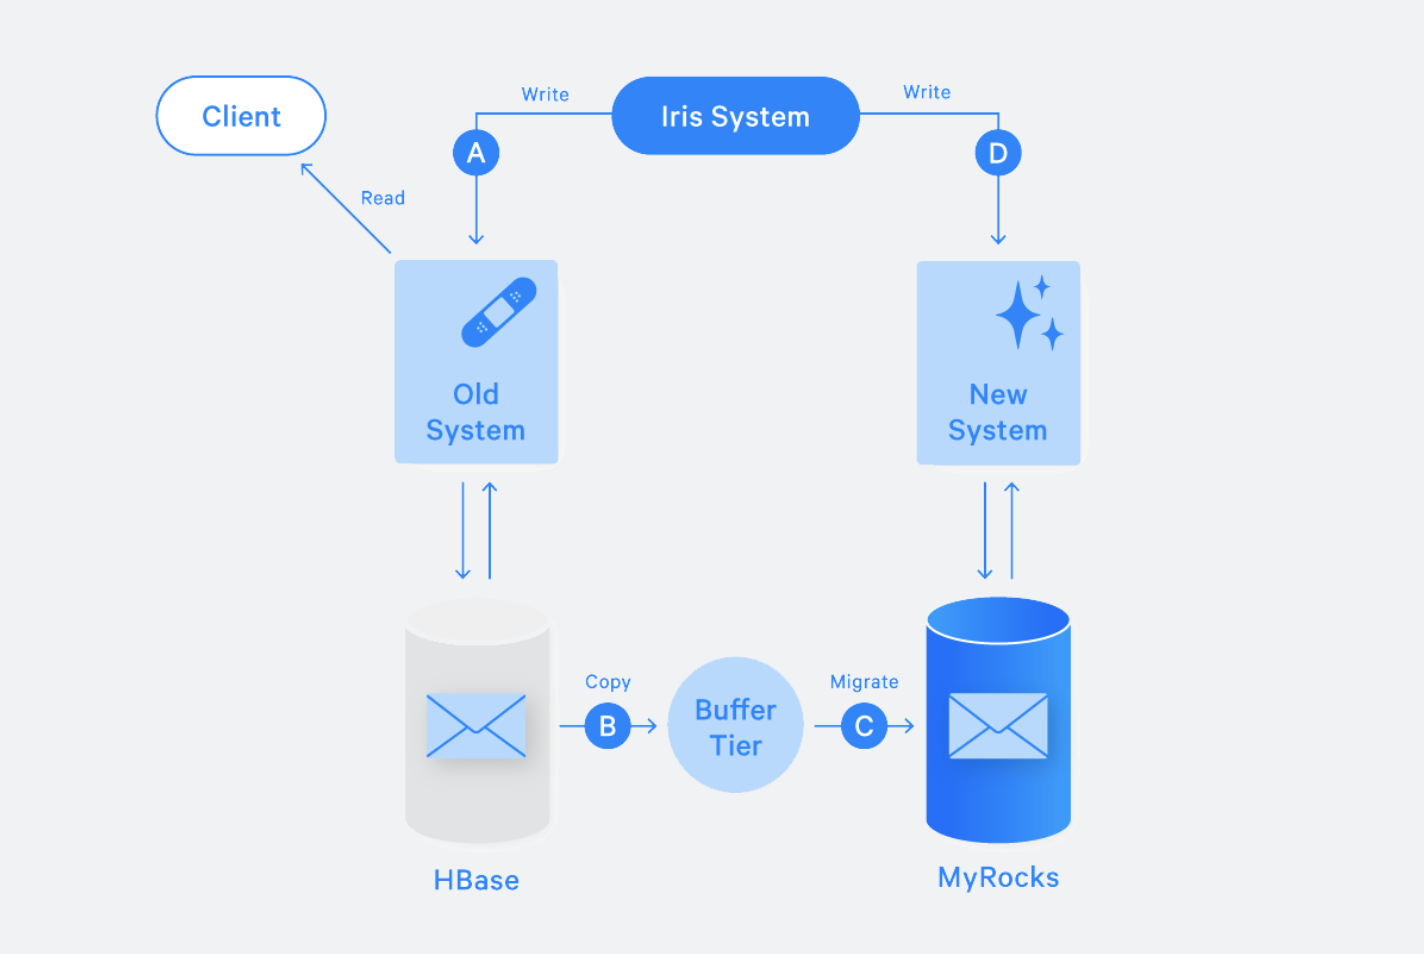 Client
Write
Iris System
Write
A
D
Read
Old
System
New
System
Copy
B
Buffer
Tier
Migrate
C
HBase
MyRocks